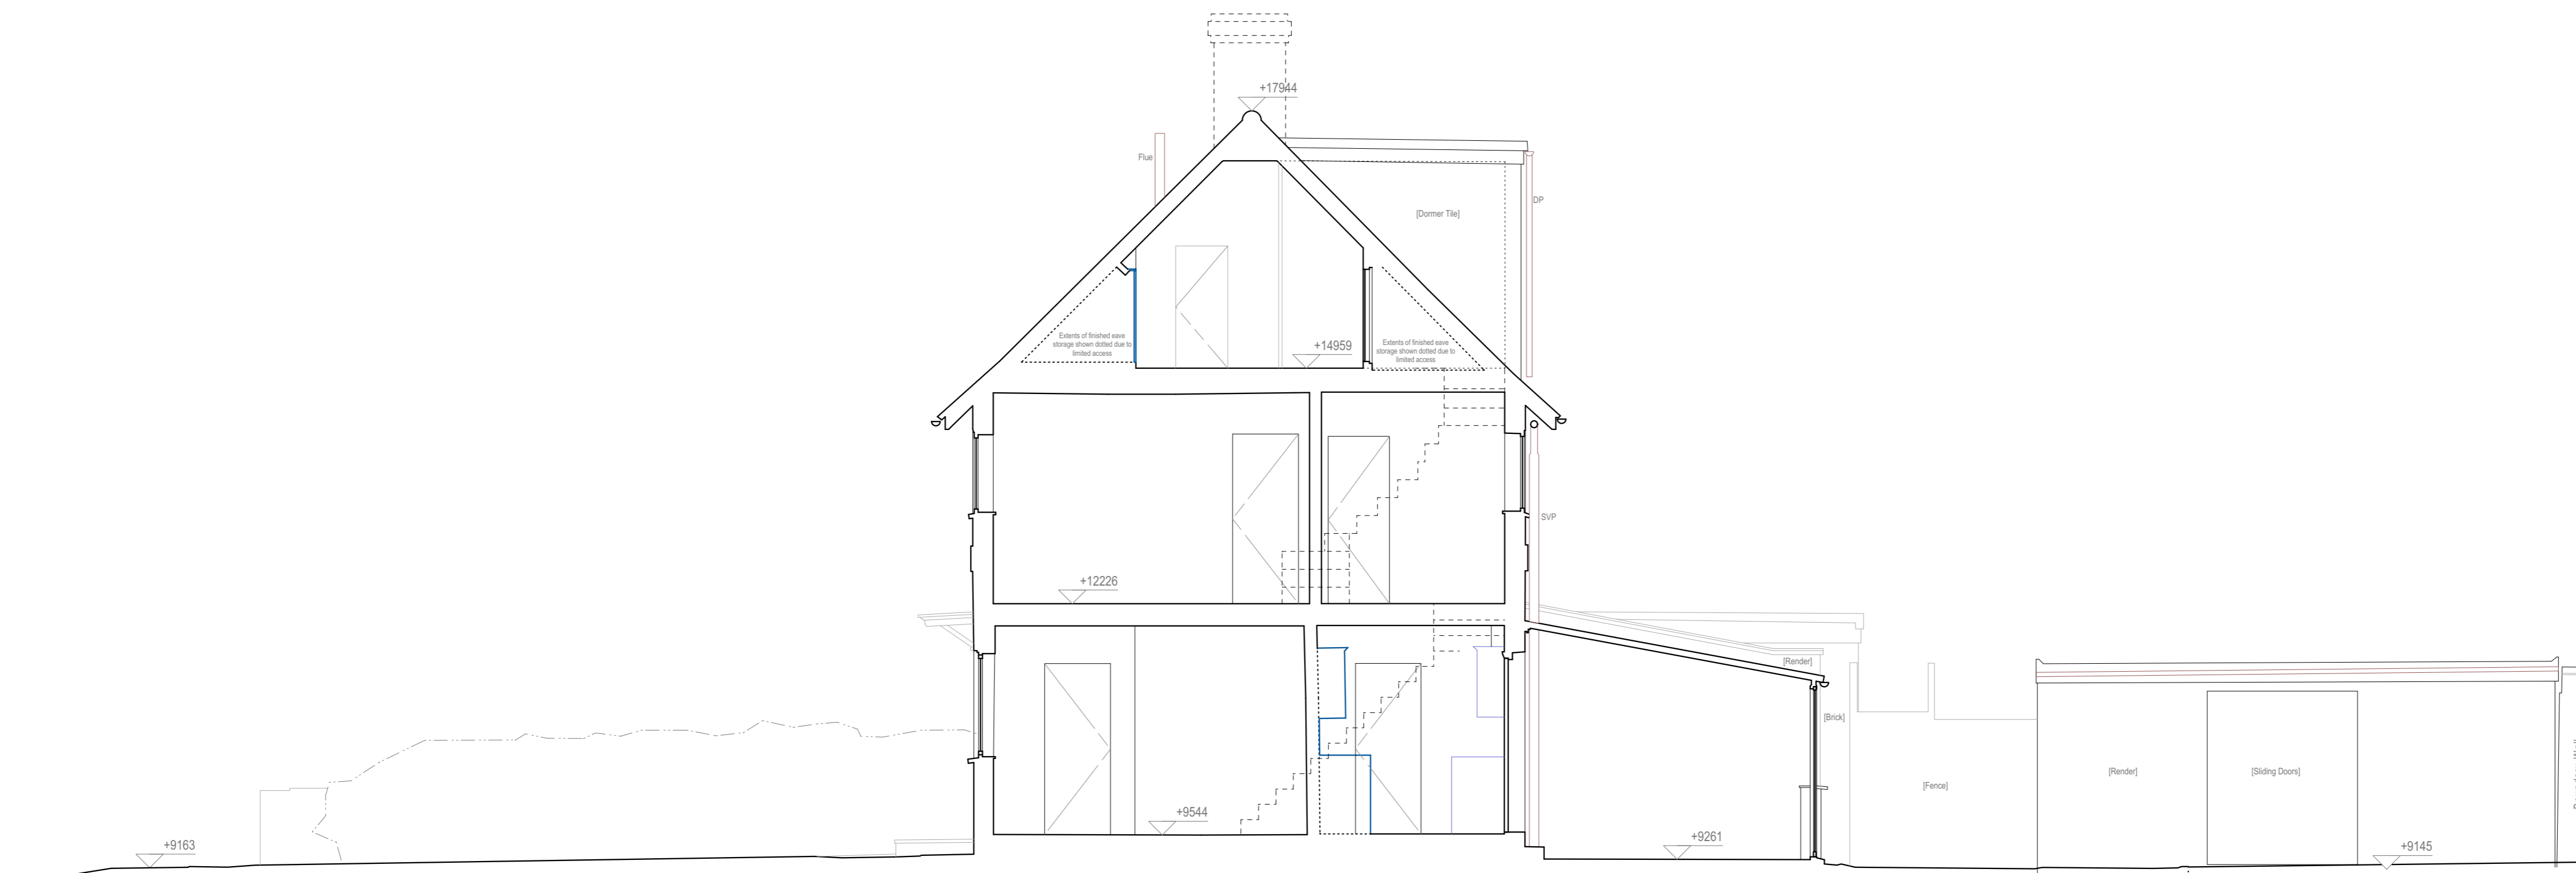 +17944
Flue
DP
[Dormer Tile]
Extents of finished eave
storage shown dotted due to
limited access
+14959
Extents of finished eave
storage shown dotted due to
limited access
SVP
+12226
[Render]
[Brick]
[Render]
[Sliding Doors]
[Fence]
+9544
+9163
+9261
+9145